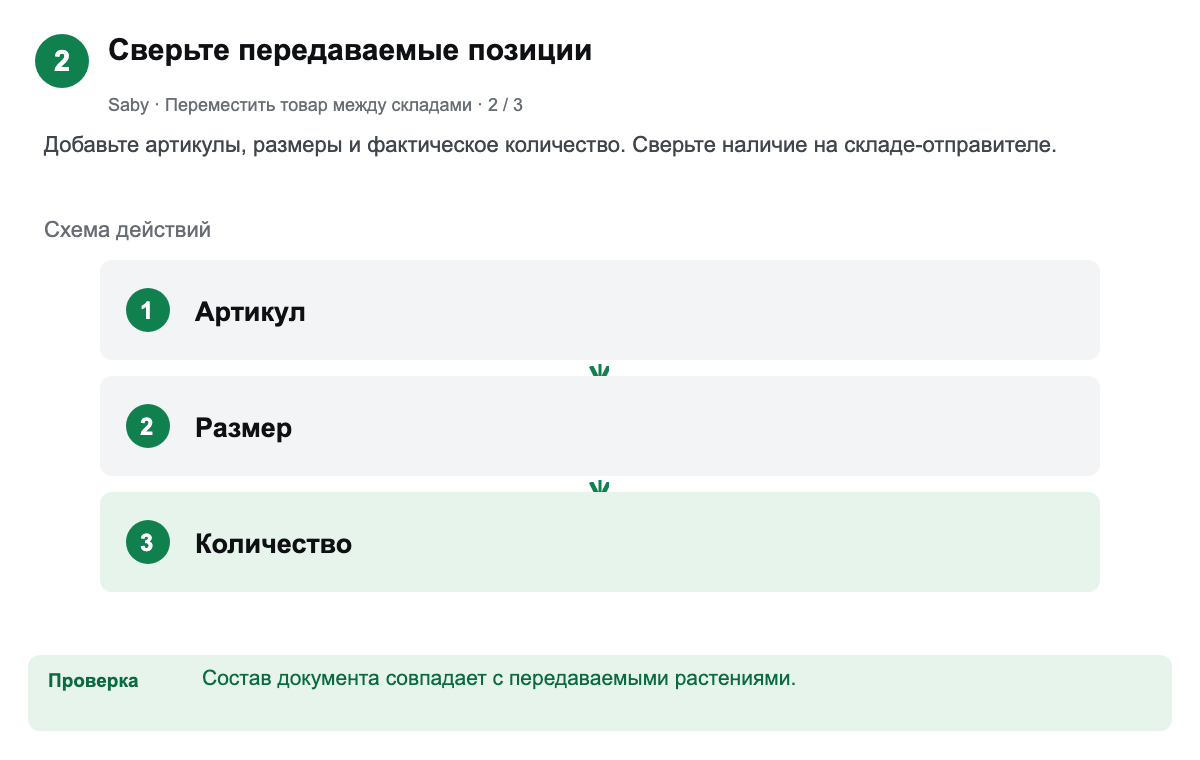 2
Сверьте передаваемые позиции
Saby · Переместить товар между складами · 2 / 3
Добавьте артикулы, размеры и фактическое количество. Сверьте наличие на складе-отправителе.
Схема действий
1 Артикул
2 Размер
3 Количество
Проверка Состав документа совпадает с передаваемыми растениями.